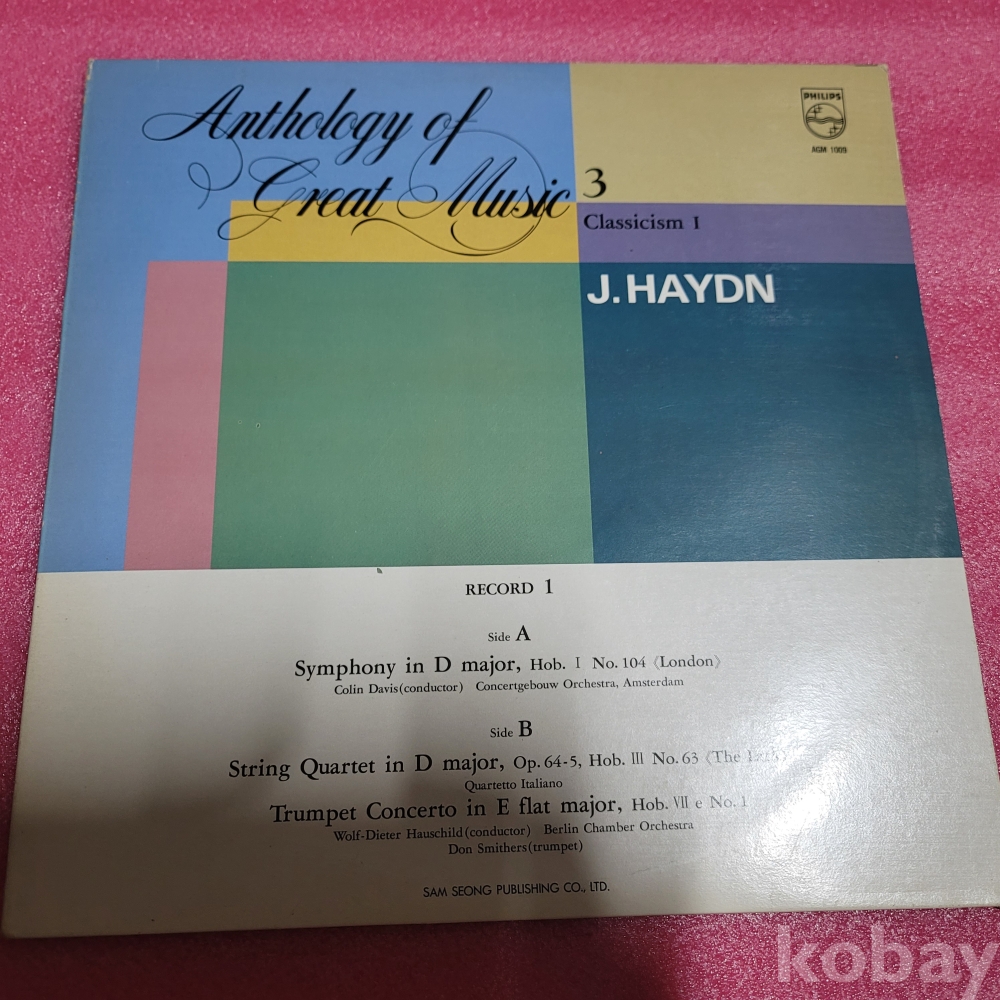 Anthology of
Great Music
3
Classicism I
PHILIPS
AGM 1009
J. HAYDN
RECORD 1
Side A
Symphony in D major, Hob. I No. 104 《London》
Colin Davis (conductor) Concertgebouw Orchestra, Amsterdam
Side B
String Quartet in D major, Op. 64-5, Hob. III No. 63 《The Lark》
Quartetto Italiano
Trumpet Concerto in E flat major, Hob. VII e No. 1
Wolf-Dieter Hauschild (conductor) Berlin Chamber Orchestra
Don Smithers (trumpet)
SAM SEONG PUBLISHING CO., LTD.
kobay